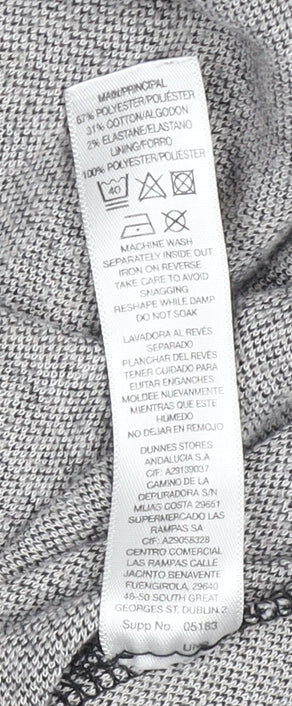 MAIN/PRINCIPAL
67% POLYESTER/POLIÉSTER
31% COTTON/ALGODON
2% ELASTANE/ELASTANO
LINING/FORRO
100% POLYESTER/POLIÉSTER
40
MACHINE WASH
SEPARATELY INSIDE OUT
IRON ON REVERSE
TAKE CARE TO AVOID
SNAGGING
RESHAPE WHILE DAMP
DO NOT SOAK
LAVADORA AL REVÉS
SEPARADO
PLANCHAR DEL REVÉS
TENER CUIDADO PARA
EUITAR ENGANCHES
MOLDEE NUEVAMENTE
MIENTRAS QUE ESTE
HUMEDO
NO DEJAR EN REMOJO
DUNNES STORES
ANDALUCIA S.A
CIF: A29139037
CAMINO DE LA
DEPURADORA S/N
MIJAS COSTA 29651
SUPERMERCADO LAS
RAMPAS SA
CIF: A29058328
CENTRO COMERCIAL
LAS RAMPAS CALLE
JACINTO BENAVENTE
FUENGIROLA, 29640
46-50 SOUTH GREAT
GEORGES ST. DUBLIN 2
Supp No. 05183